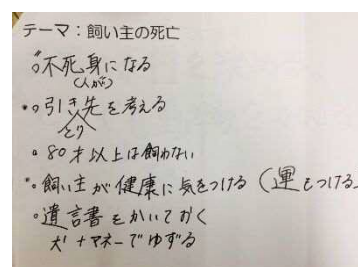 テーマ：飼い主の死亡
○不死身になる
(人が)
○引き先を考える
とり
○80才以上は飼わない
○飼い主が健康に気をつける(運もつける
○遺言書をかいておく
犬+マネーでゆずる